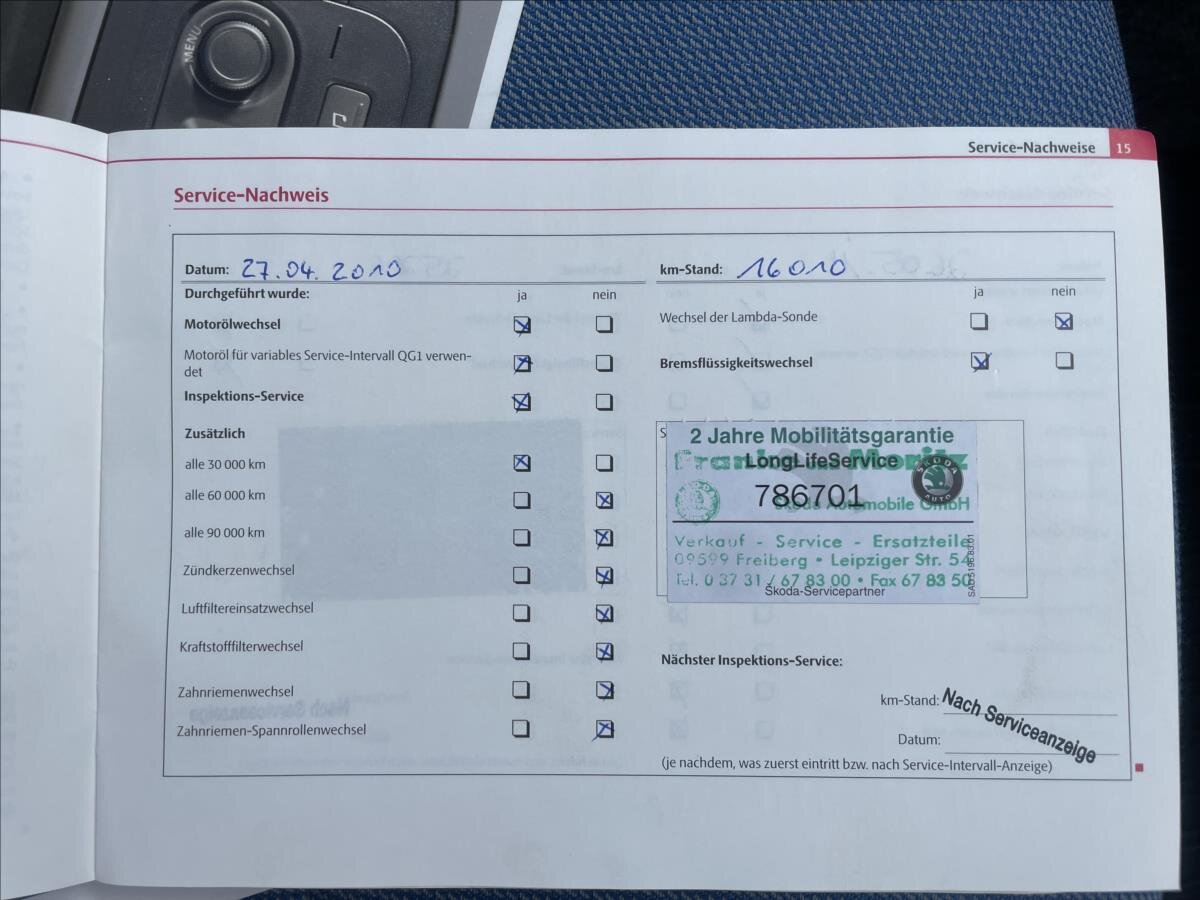 MENU
Service-Nachweise 15
Service-Nachweis
Datum: 27.04.2010
km-Stand: 16010
Durchgeführt wurde: ja nein
ja nein
Motorölwechsel
Wechsel der Lambda-Sonde
Motoröl für variables Service-Intervall QG1 verwen-
det
Bremsflüssigkeitswechsel
Inspektions-Service
Zusätzlich
alle 30 000 km
alle 60 000 km
alle 90 000 km
Zündkerzenwechsel
Luftfiltereinsatzwechsel
Kraftstofffilterwechsel
Zahnriemenwechsel
Zahnriemen-Spannrollenwechsel
2 Jahre Mobilitätsgarantie
Moritz
LongLifeService
SKODA
AUTO
786701
Automobile GmbH
Verkauf - Service - Ersatzteile
09599 Freiberg • Leipziger Str. 54
Tel. 0 37 31 / 67 83 00 • Fax 67 83 50
Škoda-Servicepartner
Nächster Inspektions-Service:
km-Stand:
Nach Serviceanzeige
Datum:
(je nachdem, was zuerst eintritt bzw. nach Service-Intervall-Anzeige)